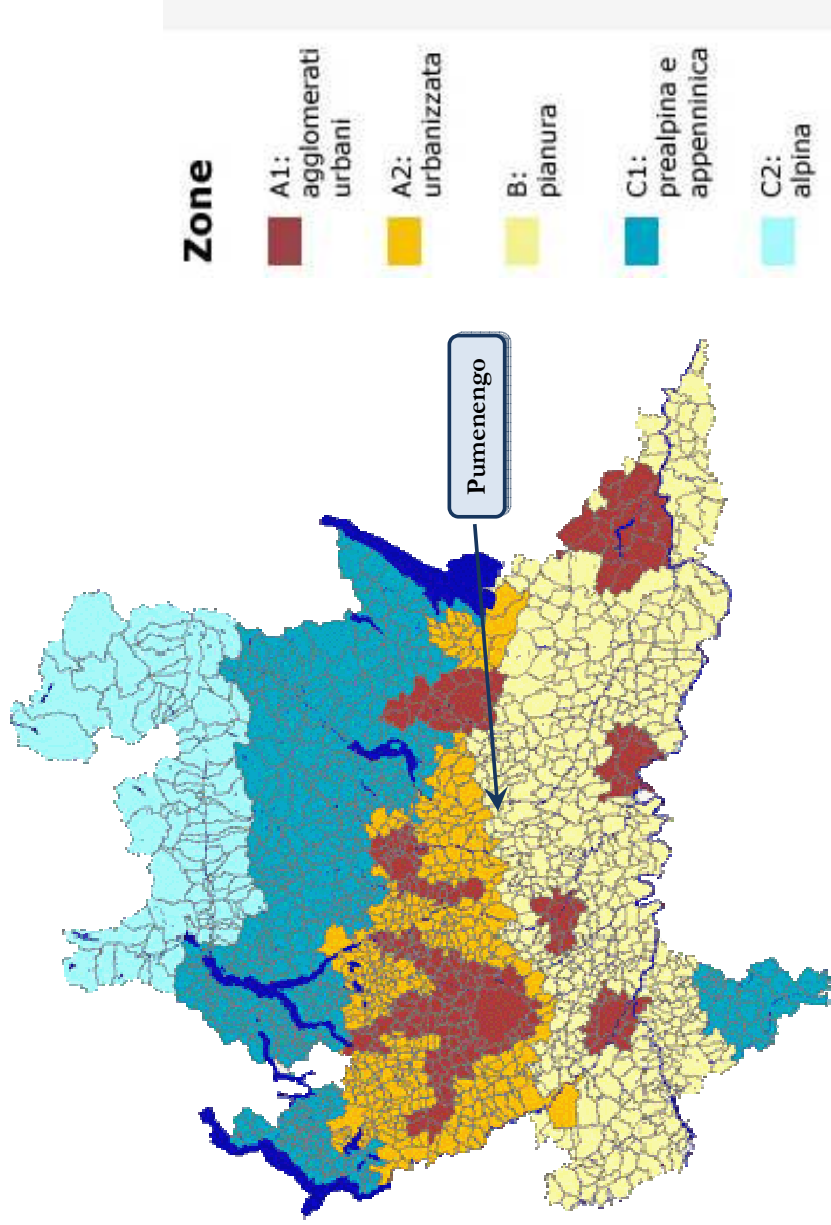 Zone
A1:
agglomerati
urbani
A2:
urbanizzata
B:
pianura
C1:
prealpina e
appenninica
C2:
alpina
Pumenengo